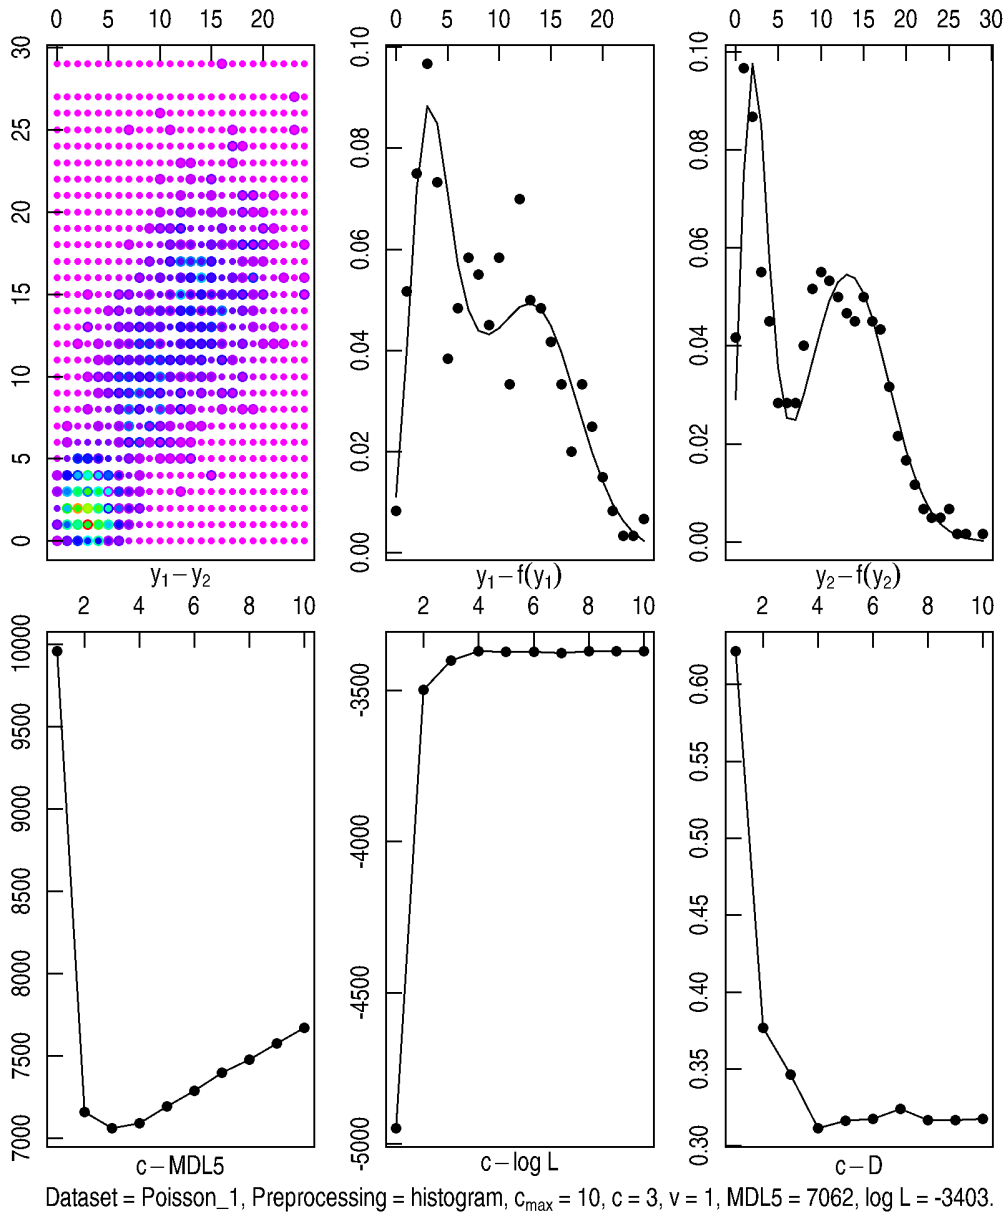 0 5 10 15 20
0 5 10 15 20
0 5 10 15 20 25 30
0 5 10 15 20 25 30
0.00 0.02 0.04 0.06 0.08 0.10
0.00 0.02 0.04 0.06 0.08 0.10
y₁−y₂
y₁−f(y₁)
y₂−f(y₂)
2 4 6 8 10
2 4 6 8 10
2 4 6 8 10
7000 7500 8000 8500 9000 9500 10000
-5000 -4500 -4000 -3500
0.30 0.35 0.40 0.45 0.50 0.55 0.60
c−MDL5
c−log L
c−D
Dataset = Poisson_1, Preprocessing = histogram, cₘₐₓ = 10, c = 3, v = 1, MDL5 = 7062, log L = -3403.